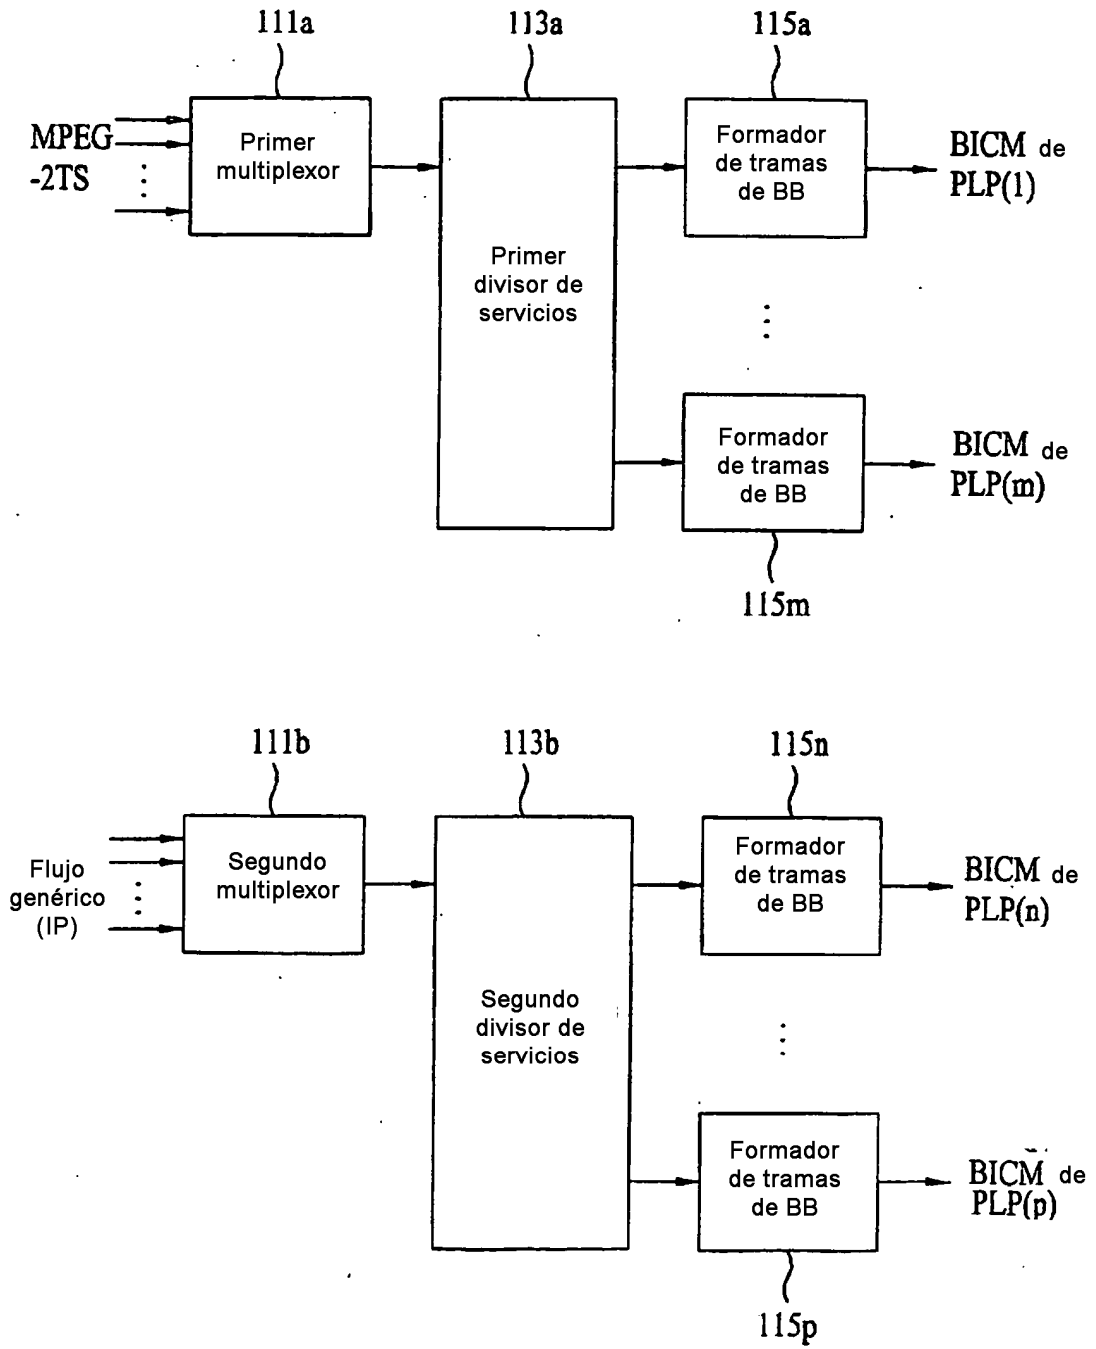 111a
113a
115a
MPEG
-2TS
Primer
multiplexor
Primer
divisor de
servicios
Formador
de tramas
de BB
BICM de
PLP(1)
Formador
de tramas
de BB
BICM de
PLP(m)
115m
111b
113b
115n
Flujo
genérico
(IP)
Segundo
multiplexor
Segundo
divisor de
servicios
Formador
de tramas
de BB
BICM de
PLP(n)
Formador
de tramas
de BB
BICM de
PLP(p)
115p